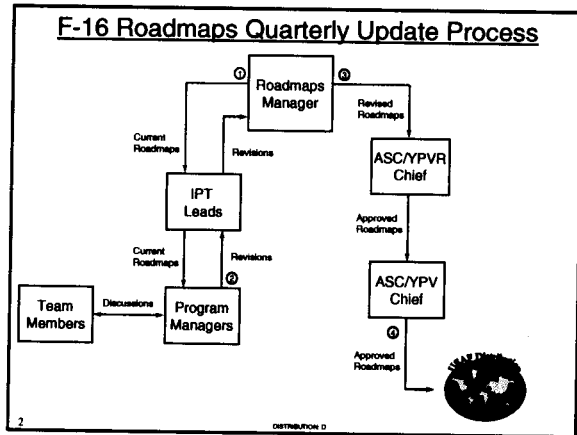 F-16 Roadmaps Quarterly Update Process
①
Roadmaps
Manager
③
Current
Roadmaps
Revisions
Revised
Roadmaps
IPT
Leads
ASC/YPVR
Chief
Current
Roadmaps
Revisions
②
Approved
Roadmaps
Team
Members
Discussions
Program
Managers
ASC/YPV
Chief
④
Approved
Roadmaps
USAF Distribution
2
DISTRIBUTION D